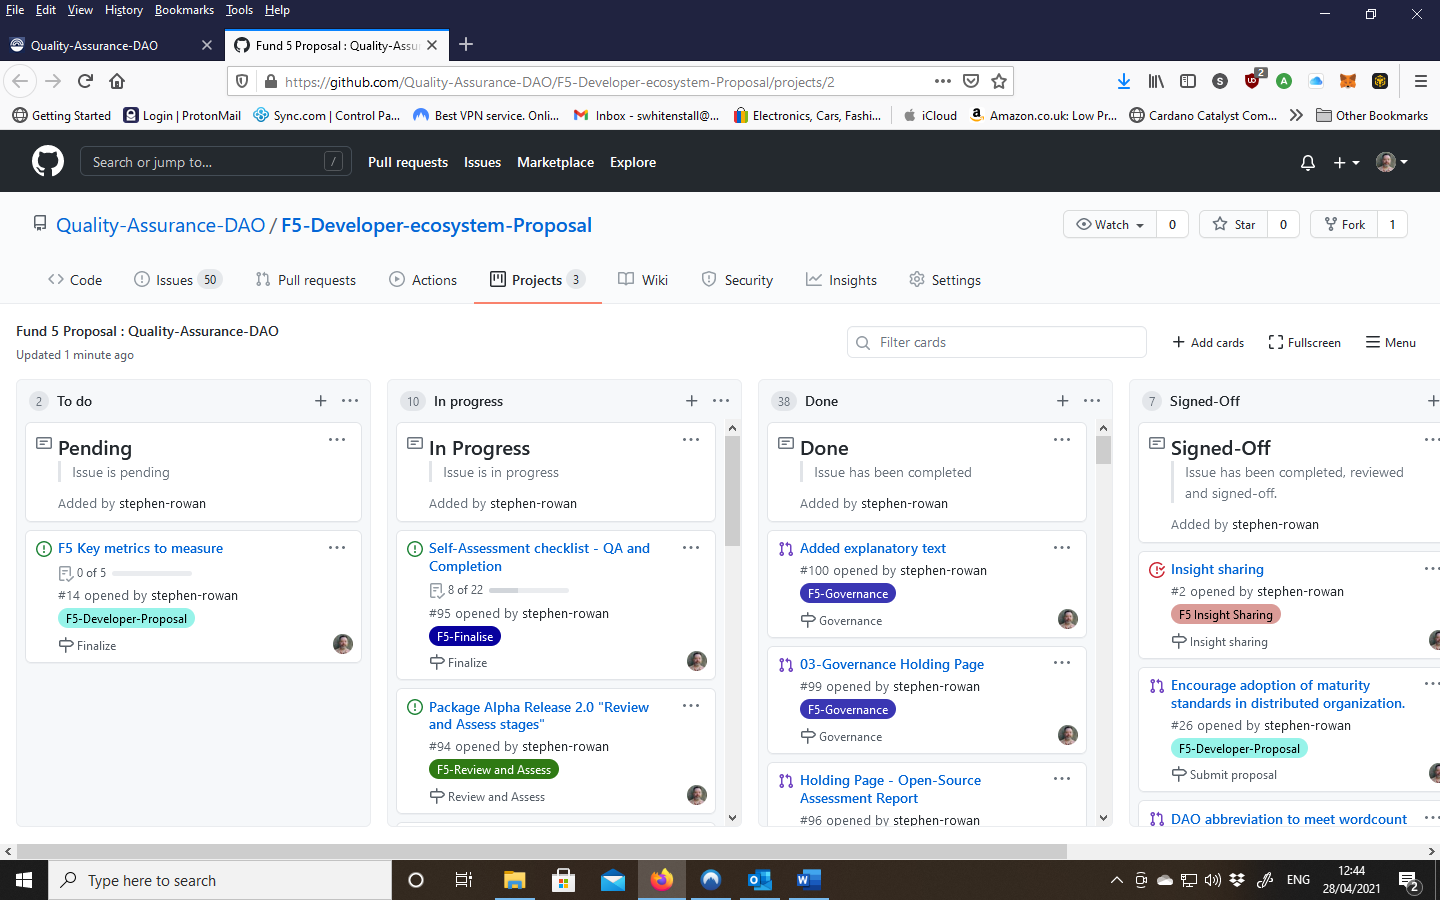 File Edit View History Bookmarks Tools Help
Quality-Assurance-DAO
Fund 5 Proposal : Quality-Assu
https://github.com/Quality-Assurance-DAO/F5-Developer-ecosystem-Proposal/projects/2
S
UD
2
A
Getting Started
Login | ProtonMail
Sync.com | Control Pa...
Best VPN service. Onli...
Inbox - swhitenstall@...
Electronics, Cars, Fashi...
iCloud
Amazon.co.uk: Low Pr...
Cardano Catalyst Com...
Other Bookmarks
Search or jump to... /
Pull requests Issues Marketplace Explore
Quality-Assurance-DAO / F5-Developer-ecosystem-Proposal
Watch 0 Star 0 Fork 1
Code Issues 50 Pull requests Actions Projects 3 Wiki Security Insights Settings
Fund 5 Proposal : Quality-Assurance-DAO
Updated 1 minute ago
Filter cards
Add cards Fullscreen Menu
2 To do
Pending
Issue is pending
Added by stephen-rowan
F5 Key metrics to measure
0 of 5
#14 opened by stephen-rowan
F5-Developer-Proposal
Finalize
10 In progress
In Progress
Issue is in progress
Added by stephen-rowan
Self-Assessment checklist - QA and
Completion
8 of 22
#95 opened by stephen-rowan
F5-Finalise
Finalize
Package Alpha Release 2.0 "Review
and Assess stages"
#94 opened by stephen-rowan
F5-Review and Assess
Review and Assess
38 Done
Done
Issue has been completed
Added by stephen-rowan
Added explanatory text
#100 opened by stephen-rowan
F5-Governance
Governance
03-Governance Holding Page
#99 opened by stephen-rowan
F5-Governance
Governance
Holding Page - Open-Source
Assessment Report
#96 opened by stephen-rowan
7 Signed-Off
Signed-Off
Issue has been completed, reviewed
and signed-off.
Added by stephen-rowan
Insight sharing
#2 opened by stephen-rowan
F5 Insight Sharing
Insight sharing
Encourage adoption of maturity
standards in distributed organization.
#26 opened by stephen-rowan
F5-Developer-Proposal
Submit proposal
DAO abbreviation to meet wordcount
Type here to search
ENG
12:44
28/04/2021
2